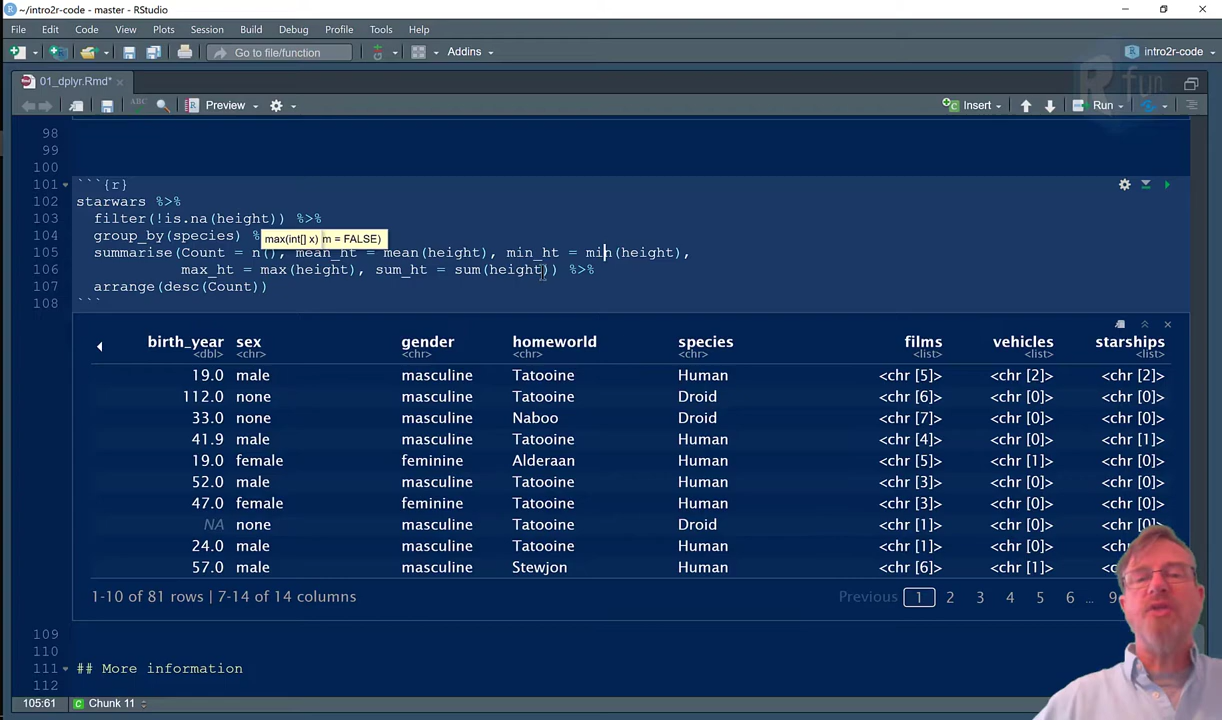 ~/intro2r-code - master - RStudio
File Edit Code View Plots Session Build Debug Profile Tools Help
Go to file/function Addins intro2r-code
01_dplyr.Rmd*
R fun
ABC Preview Insert Run
98
99
100
101 ```{r}
102 starwars %>%
103 filter(!is.na(height)) %>%
104 group_by(species) %
max(int[] x) m = FALSE)
105 summarise(Count = n(), mean_ht = mean(height), min_ht = min(height),
106 max_ht = max(height), sum_ht = sum(height)) %>%
107 arrange(desc(Count))
108 ```
birth_year sex gender homeworld species films vehicles starships
<dbl> <chr> <chr> <chr> <chr> <list> <list> <list>
19.0 male masculine Tatooine Human <chr [5]> <chr [2]> <chr [2]>
112.0 none masculine Tatooine Droid <chr [6]> <chr [0]> <chr [0]>
33.0 none masculine Naboo Droid <chr [7]> <chr [0]> <chr [0]>
41.9 male masculine Tatooine Human <chr [4]> <chr [0]> <chr [1]>
19.0 female feminine Alderaan Human <chr [5]> <chr [1]> <chr [0]>
52.0 male masculine Tatooine Human <chr [3]> <chr [0]> <chr [0]>
47.0 female feminine Tatooine Human <chr [3]> <chr [0]> <chr [0]>
NA none masculine Tatooine Droid <chr [1]> <chr [0]> <chr [0]>
24.0 male masculine Tatooine Human <chr [1]> <chr [0]> <chr [1]>
57.0 male masculine Stewjon Human <chr [6]> <chr [1]> <chr [5]>
1-10 of 81 rows | 7-14 of 14 columns Previous 1 2 3 4 5 6 ... 9
109
110
111 ## More information
112
105:61 Chunk 11